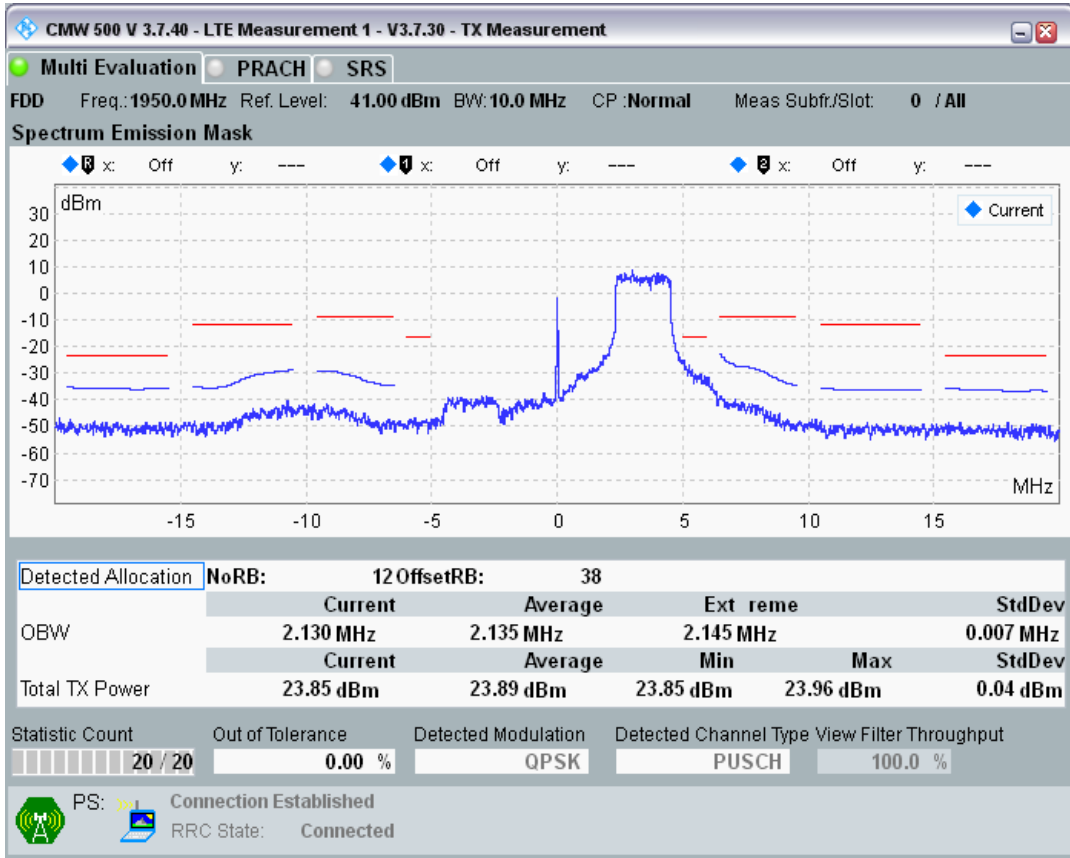 CMW 500 V 3.7.40 - LTE Measurement 1 - V3.7.30 - TX Measurement
Multi Evaluation PRACH SRS
FDD Freq.: 1950.0 MHz Ref. Level: 41.00 dBm BW: 10.0 MHz CP :Normal Meas Subfr./Slot: 0 / All
Spectrum Emission Mask
R x: Off y: --- 1 x: Off y: --- 2 x: Off y: ---
dBm
Current
30
20
10
0
-10
-20
-30
-40
-50
-60
-70
MHz
-15 -10 -5 0 5 10 15
Detected Allocation NoRB: 12 OffsetRB: 38
Current Average Ext reme StdDev
OBW 2.130 MHz 2.135 MHz 2.145 MHz 0.007 MHz
Current Average Min Max StdDev
Total TX Power 23.85 dBm 23.89 dBm 23.85 dBm 23.96 dBm 0.04 dBm
Statistic Count Out of Tolerance Detected Modulation Detected Channel Type View Filter Throughput
20 / 20 0.00 % QPSK PUSCH 100.0 %
PS: Connection Established
RRC State: Connected